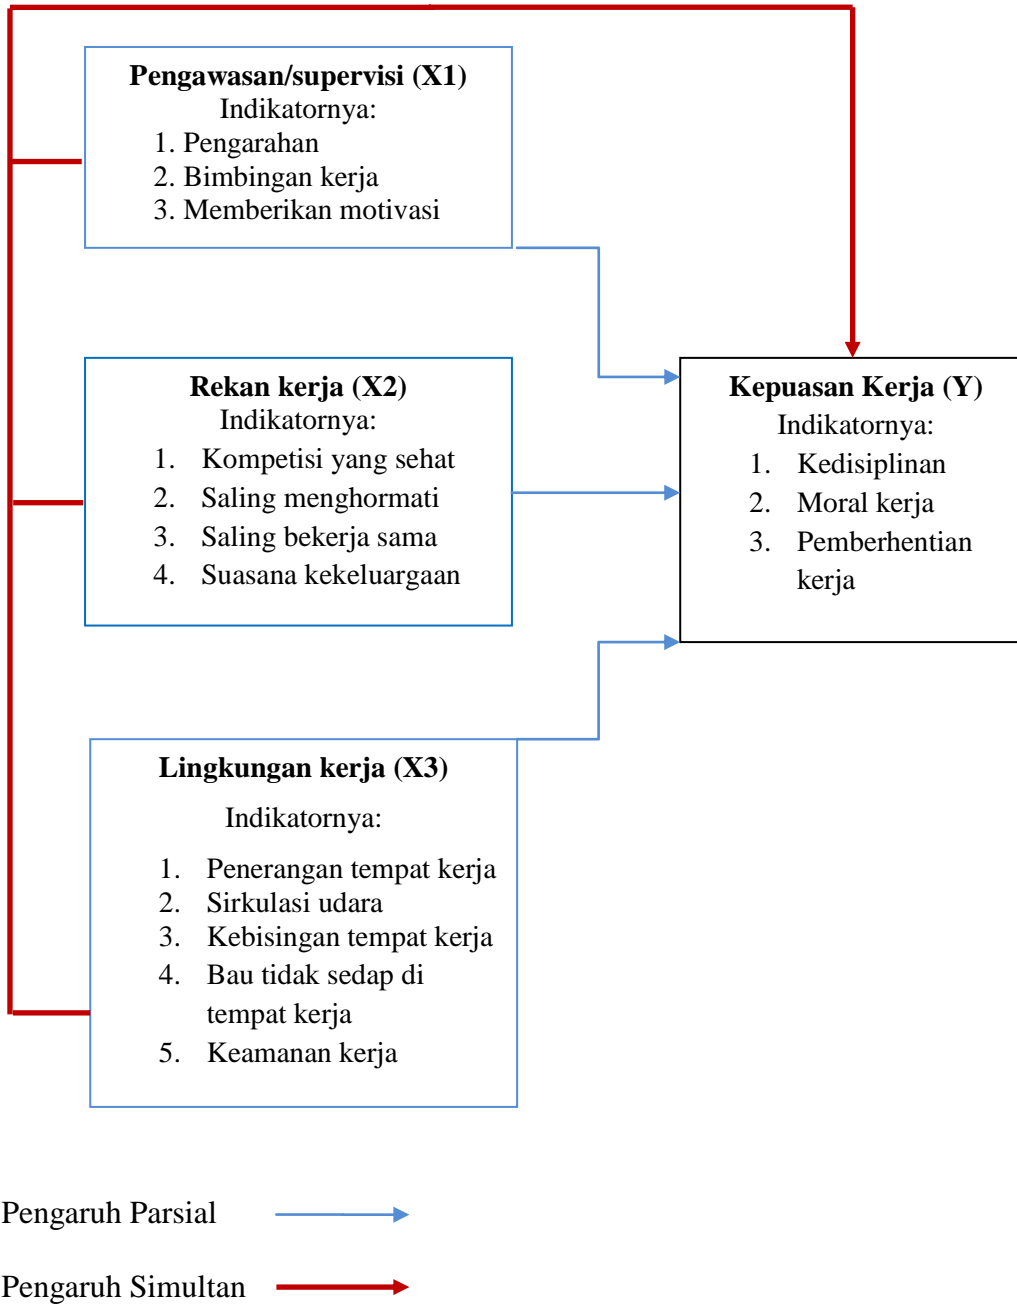 Pengawasan/supervisi (X1)
Indikatornya:
1. Pengarahan
2. Bimbingan kerja
3. Memberikan motivasi
Rekan kerja (X2)
Indikatornya:
1. Kompetisi yang sehat
2. Saling menghormati
3. Saling bekerja sama
4. Suasana kekeluargaan
Kepuasan Kerja (Y)
Indikatornya:
1. Kedisiplinan
2. Moral kerja
3. Pemberhentian
kerja
Lingkungan kerja (X3)
Indikatornya:
1. Penerangan tempat kerja
2. Sirkulasi udara
3. Kebisingan tempat kerja
4. Bau tidak sedap di
tempat kerja
5. Keamanan kerja
Pengaruh Parsial
Pengaruh Simultan